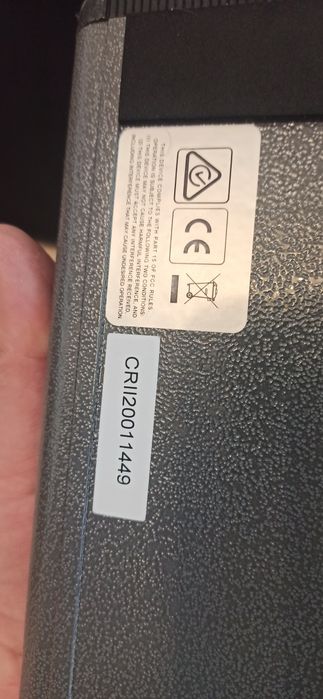 THIS DEVICE COMPLIES WITH PART 15 OF FCC RULES.
OPERATION IS SUBJECT TO THE FOLLOWING TWO CONDITIONS:
(1) THIS DEVICE MAY NOT CAUSE HARMFUL INTERFERENCE, AND
(2) THIS DEVICE MUST ACCEPT ANY INTERFERENCE RECEIVED,
INCLUDING INTERFERENCE THAT MAY CAUSE UNDESIRED OPERATION.
CE
CRII20011449